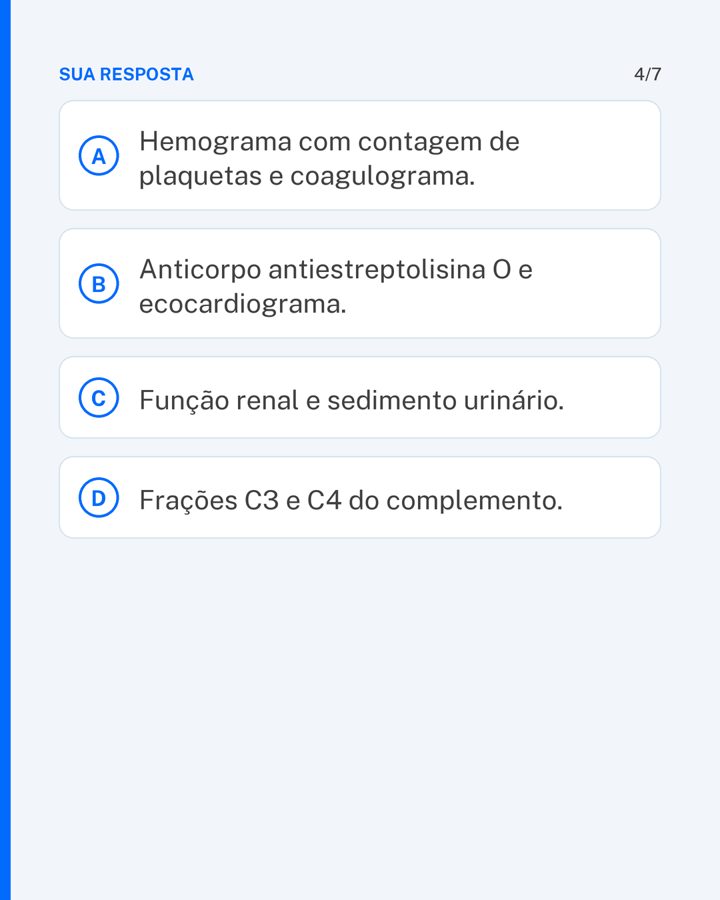 SUA RESPOSTA
4/7
A
Hemograma com contagem de
plaquetas e coagulograma.
B
Anticorpo antiestreptolisina O e
ecocardiograma.
C
Função renal e sedimento urinário.
D
Frações C3 e C4 do complemento.